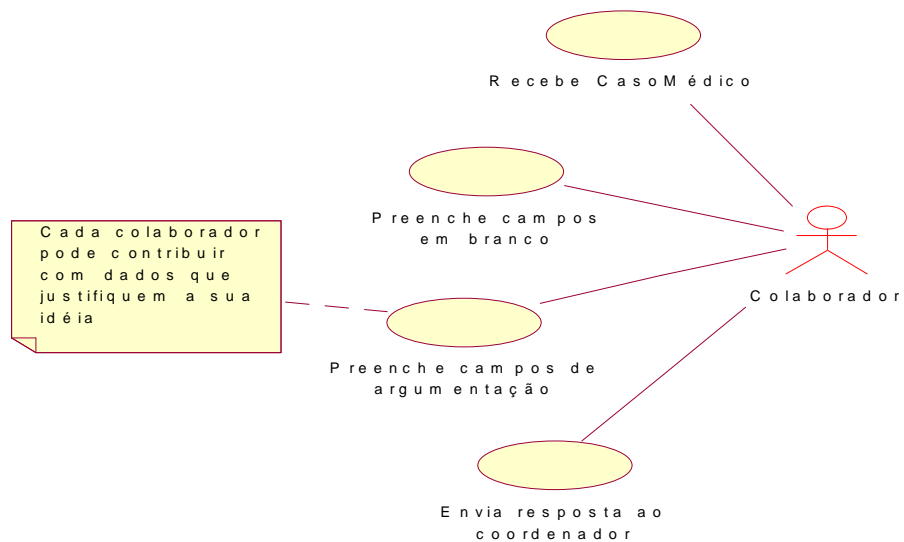 Recebe CasoMédico
Preenche campos
em branco
Cada colaborador
pode contribuir
com dados que
justifiquem a sua
idéia
Colaborador
Preenche campos de
argumentação
Envia resposta ao
coordenador